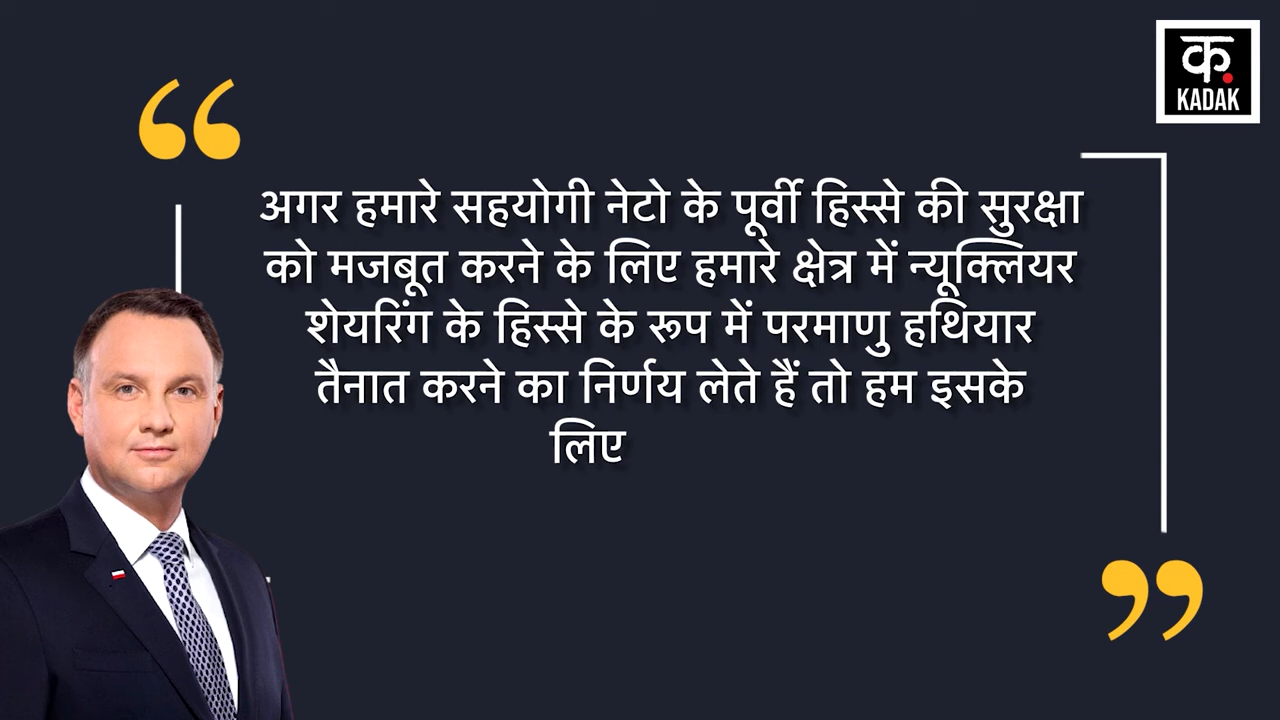 क.
KADAK
अगर हमारे सहयोगी नेटो के पूर्वी हिस्से की सुरक्षा
को मजबूत करने के लिए हमारे क्षेत्र में न्यूक्लियर
शेयरिंग के हिस्से के रूप में परमाणु हथियार
तैनात करने का निर्णय लेते हैं तो हम इसके
लिए